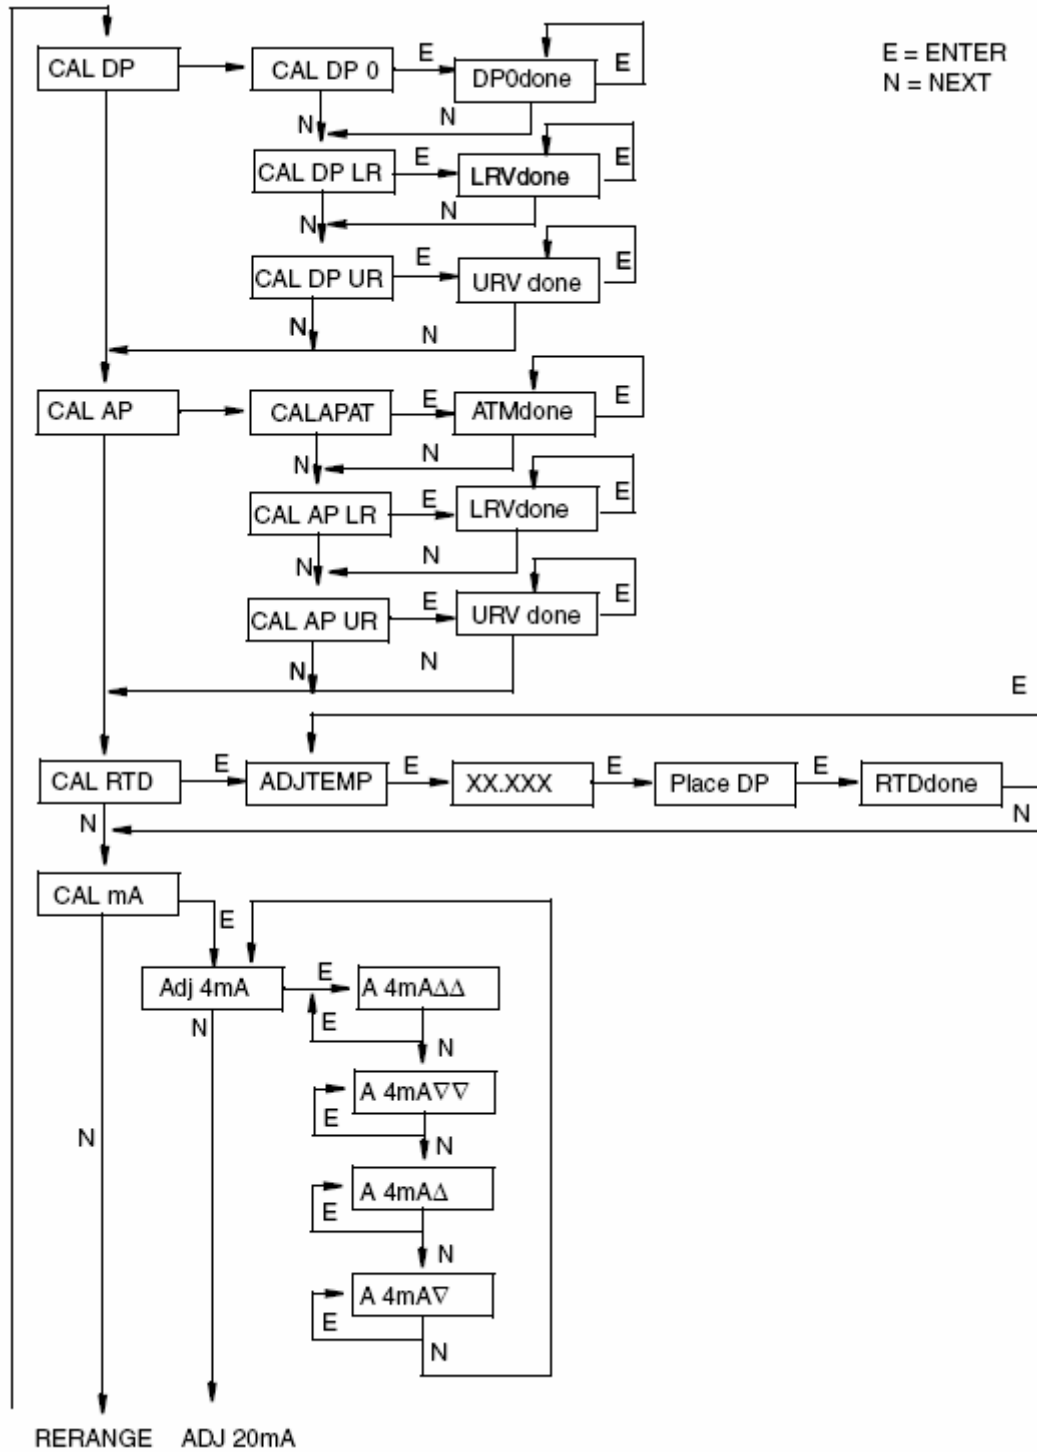 E = ENTER
N = NEXT
CAL DP
CAL DP 0
E
DP0done
E
N
N
CAL DP LR
E
LRVdone
E
N
N
CAL DP UR
E
URV done
E
N
N
CAL AP
CALAPAT
E
ATMdone
E
N
N
CAL AP LR
E
LRVdone
E
N
N
CAL AP UR
E
URV done
E
N
N
E
CAL RTD
E
ADJTEMP
E
XX.XXX
E
Place DP
E
RTDdone
N
N
CAL mA
E
Adj 4mA
E
A 4mA∆∆
N
E
N
A 4mA∇∇
E
N
N
A 4mA∆
E
N
A 4mA∇
E
N
RERANGE ADJ 20mA